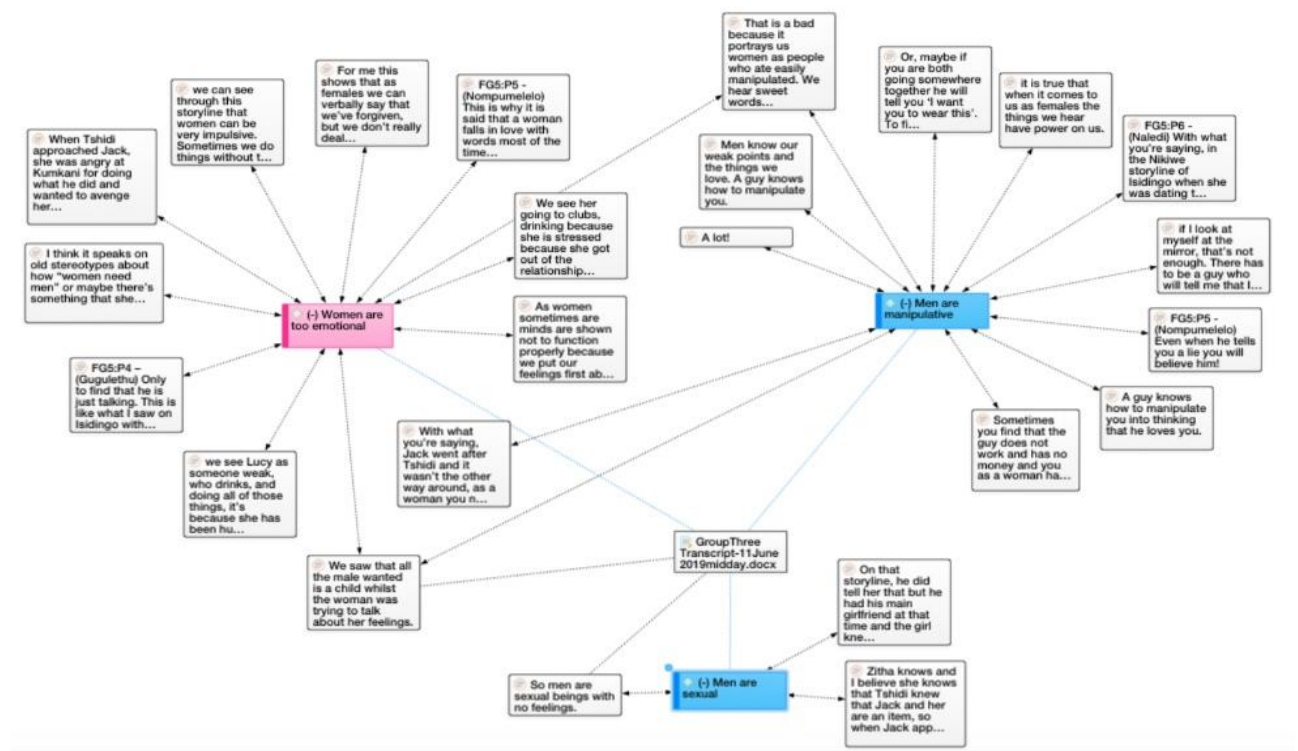 That is a bad
because it
portrays us
women as people
who ate easily
manipulated. We
hear sweet
words...
Or, maybe if
you are both
going somewhere
together he will
tell you 'I want
you to wear this'.
To fi...
For me this
shows that as
females we can
verbally say that
we've forgiven,
but we don't really
deal...
FG5:P5 -
(Nompumelelo)
This is why it is
said that a woman
falls in love with
words most of the
time...
we can see
through this
storyline that
women can be
very impulsive.
Sometimes we do
things without t...
it is true that
when it comes to
us as females the
things we hear
have power on us.
FG5:P6 -
(Naledi) With what
you're saying, in
the Nikiwe
storyline of
Isidingo when she
was dating t...
When Tshidi
approached Jack,
she was angry at
Kumkani for doing
what he did and
wanted to avenge
her...
Men know our
weak points and
the things we
love. A guy knows
how to manipulate
you.
We see her
going to clubs,
drinking because
she is stressed
because she got
out of the
relationship...
A lot!
if I look at
myself at the
mirror, that's not
enough. There has
to be a guy who
will tell me that I...
I think it speaks on
old stereotypes about
how "women need
men" or maybe there's
something that she...
(-) Women are
too emotional
As women
sometimes are
minds are shown
not to function
properly because
we put our
feelings first ab...
(-) Men are
manipulative
FG5:P5 -
(Nompumelelo)
Even when he tells
you a lie you will
believe him!
FG5:P4 –
(Gugulethu) Only
to find that he is
just talking. This is
like what I saw on
Isidingo with...
A guy knows
how to manipulate
you into thinking
that he loves you.
Sometimes
you find that the
guy does not
work and has no
money and you
as a woman ha...
With what
you're saying,
Jack went after
Tshidi and it
wasn't the other
way around, as a
woman you n...
we see Lucy as
someone weak,
who drinks, and
doing all of those
things, it's
because she has
been hu...
GroupThree
Transcript-11June
2019midday.docx
We saw that all
the male wanted
is a child whilst
the woman was
trying to talk
about her feelings.
On that
storyline, he did
tell her that but he
had his main
girlfriend at that
time and the girl
kne...
So men are
sexual beings with
no feelings.
(-) Men are
sexual
Zitha knows and
I believe she knows
that Tshidi knew
that Jack and her
are an item, so
when Jack app...